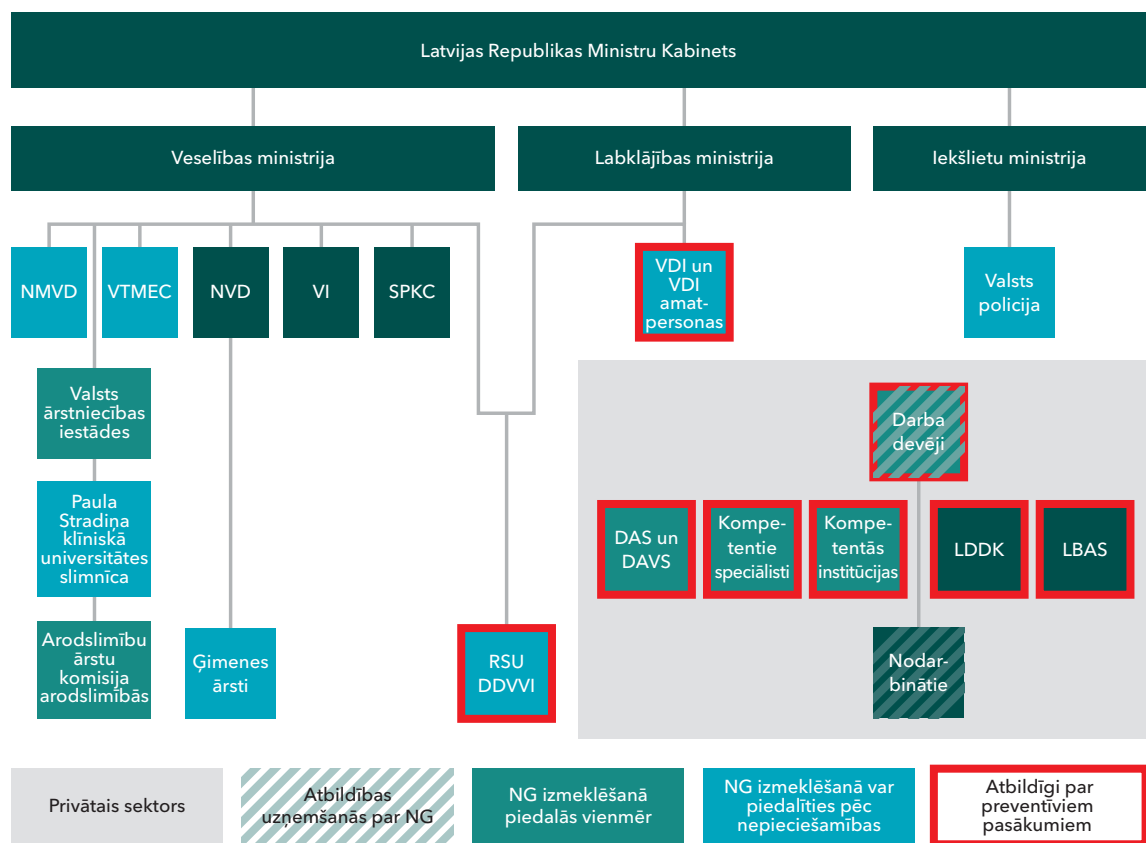 Latvijas Republikas Ministru Kabinets
Veselības ministrija
Labklājības ministrija
Iekšlietu ministrija
NMVD
VTMEC
NVD
VI
SPKC
VDI un
VDI
amat-
personas
Valsts
policija
Valsts
ārstniecības
iestādes
Darba
devēji
Paula
Stradiņa
klīniskā
universitātes
slimnīca
DAS un
DAVS
Kompe-
tentie
speciālisti
Kompe-
tentās
institūcijas
LDDK
LBAS
Arodslimību
ārstu
komisija
arodslimībās
Ģimenes
ārsti
RSU
DDVVI
Nodar-
binātie
Privātais sektors
Atbildības
uzņemšanās par NG
NG izmeklēšanā
piedalās vienmēr
NG izmeklēšanā var
piedalīties pēc
nepieciešamības
Atbildīgi par
preventīviem
pasākumiem